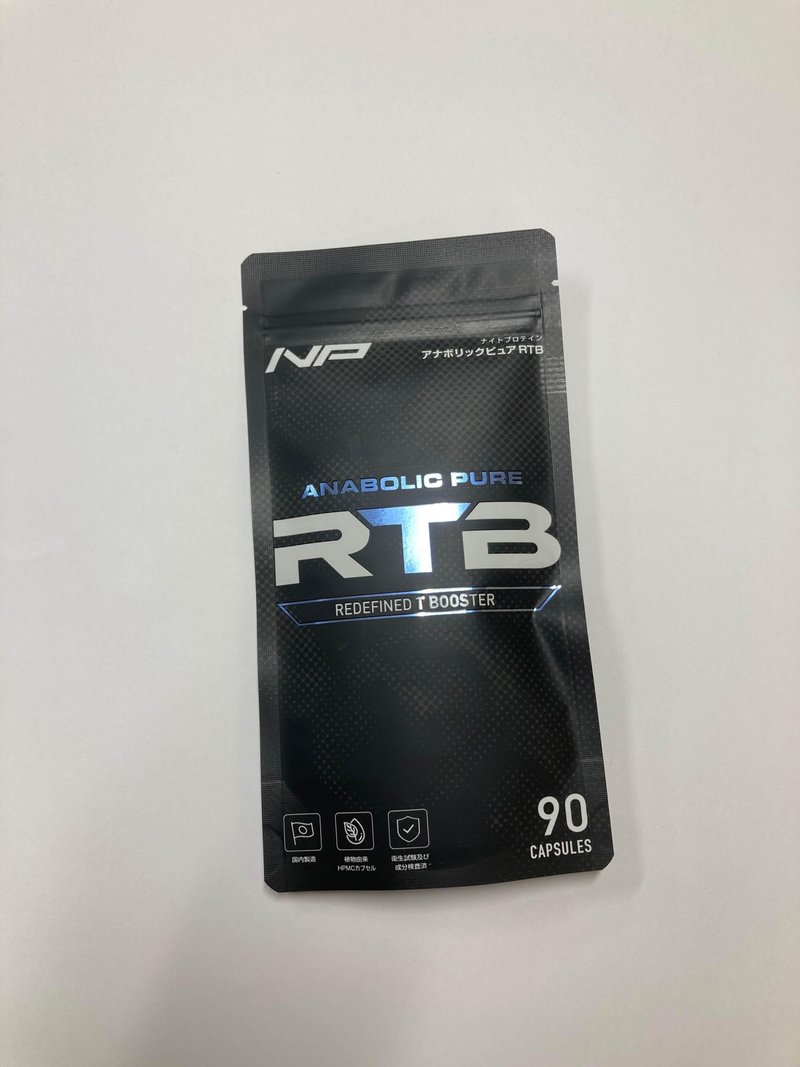 NP
ナイトプロテイン
アナボリックピュア RTB
ANABOLIC PURE
RTB
REDEFINED T BOOSTER
国内製造
植物由来
HPMCカプセル
衛生試験及び
成分検査済
90
CAPSULES